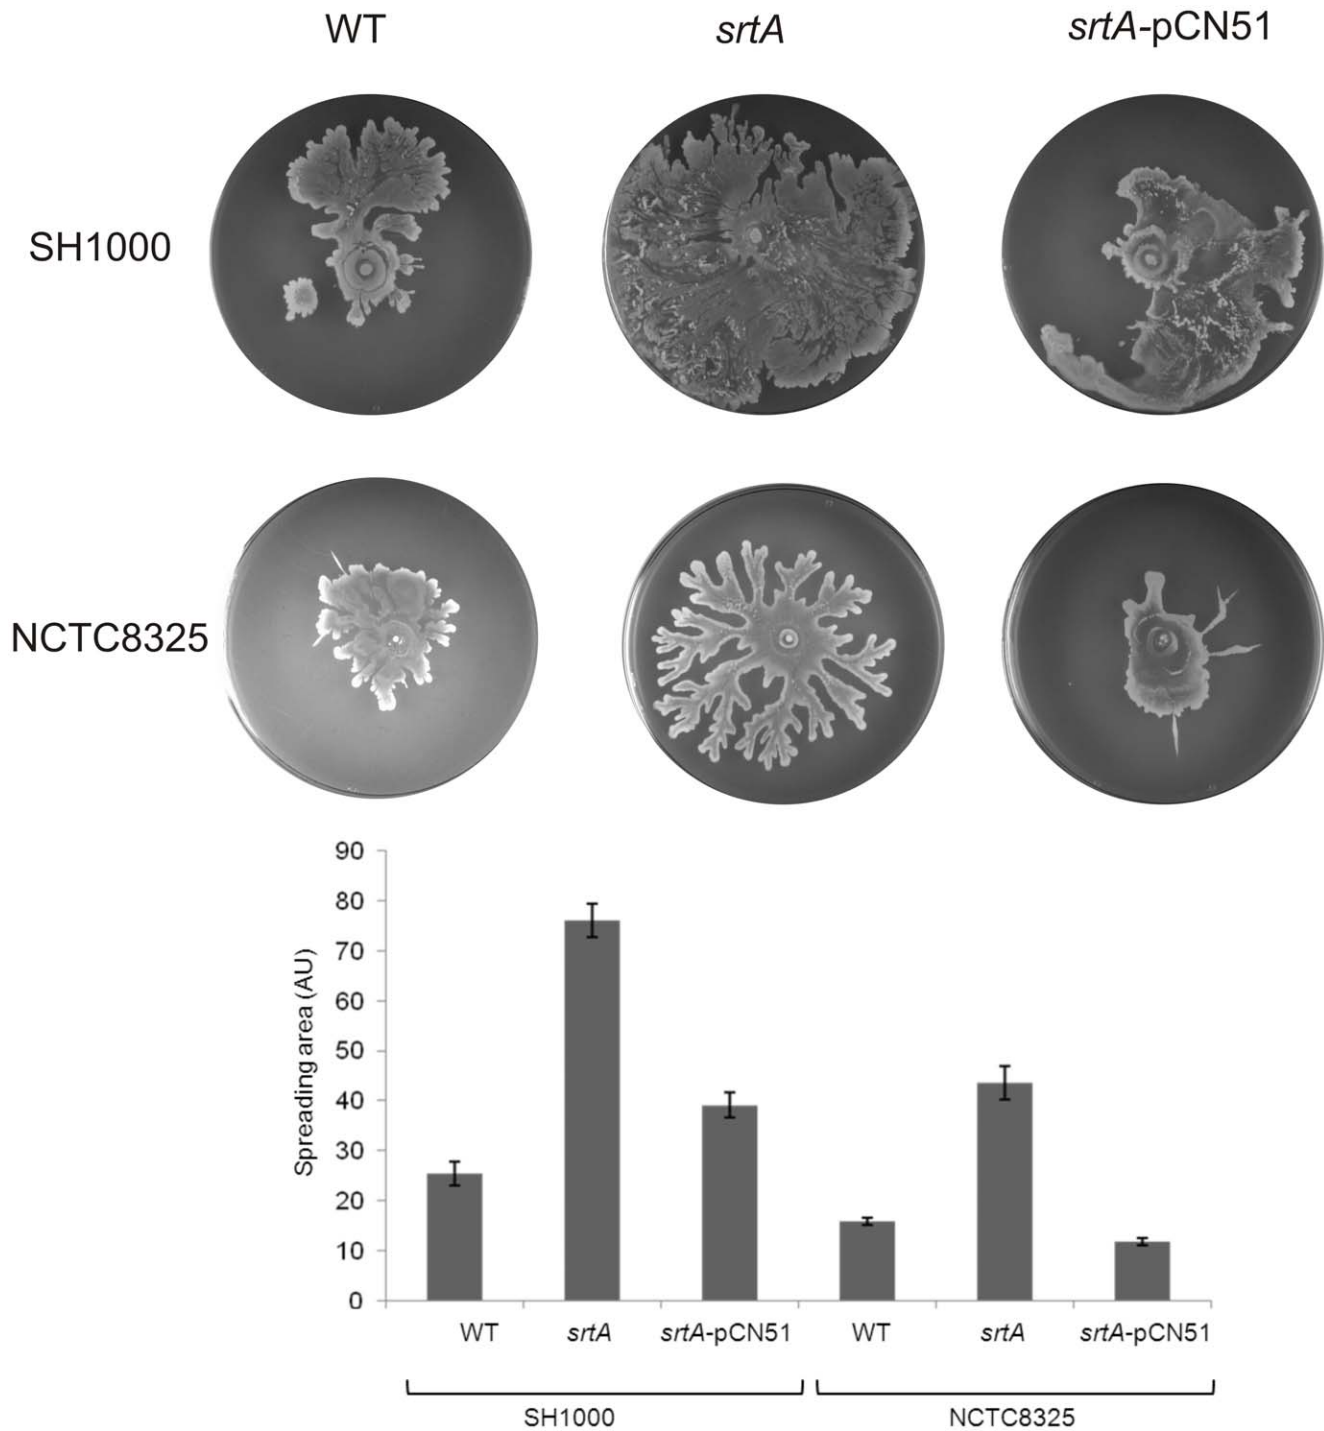 WT srtA srtA-pCN51
SH1000
NCTC8325
90
80
70
60
50
40
30
20
10
0
Spreading area (AU)
WT srtA srtA-pCN51 WT srtA srtA-pCN51
SH1000 NCTC8325